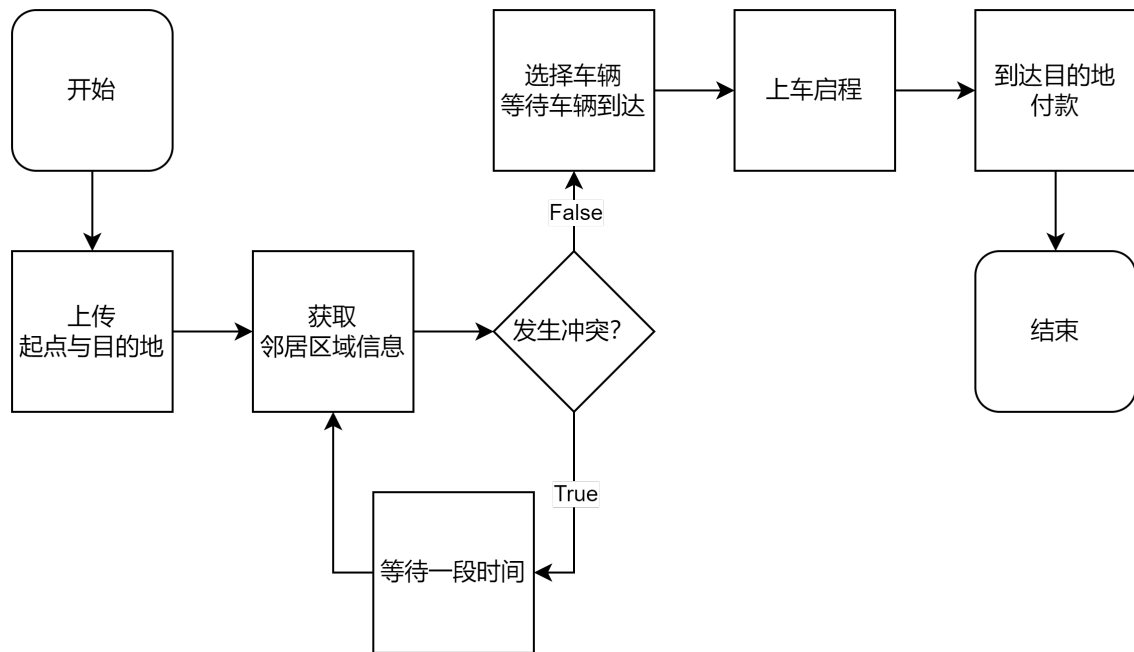 开始
上传
起点与目的地
获取
邻居区域信息
发生冲突?
True
等待一段时间
False
选择车辆
等待车辆到达
上车启程
到达目的地
付款
结束